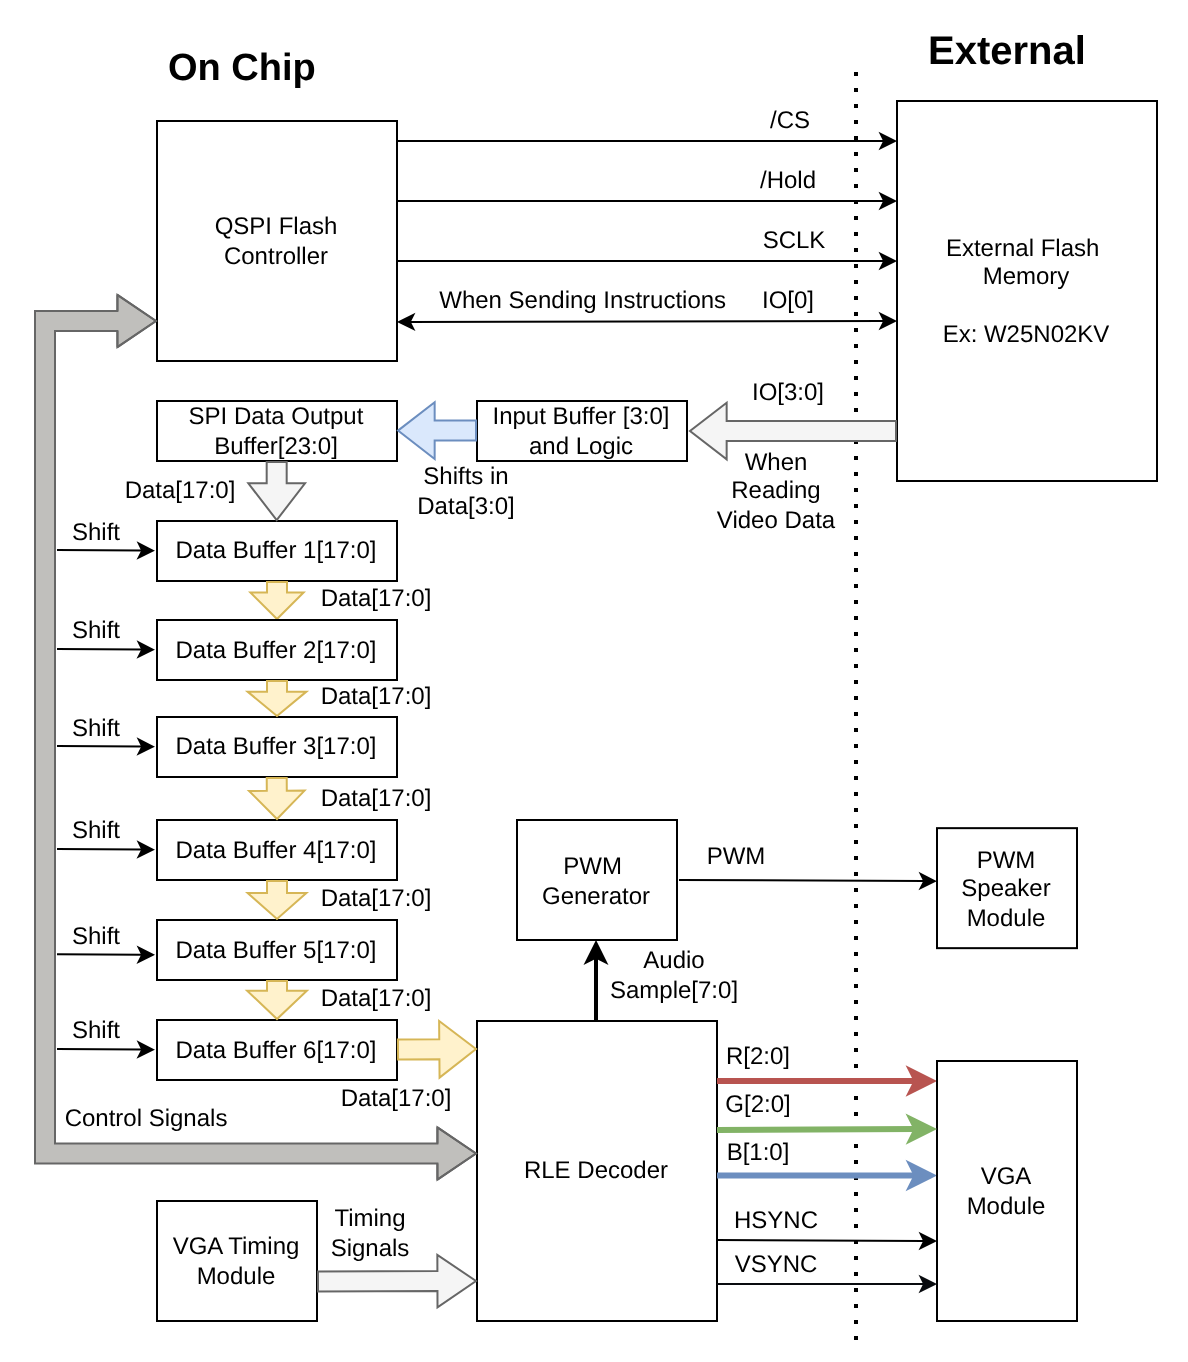 On Chip
External
/CS
/Hold
SCLK
When Sending Instructions
IO[0]
QSPI Flash
Controller
External Flash
Memory
Ex: W25N02KV
IO[3:0]
SPI Data Output
Buffer[23:0]
Input Buffer [3:0]
and Logic
Shifts in
Data[3:0]
When
Reading
Video Data
Data[17:0]
Shift
Data Buffer 1[17:0]
Data[17:0]
Shift
Data Buffer 2[17:0]
Data[17:0]
Shift
Data Buffer 3[17:0]
Data[17:0]
Shift
Data Buffer 4[17:0]
Data[17:0]
Shift
Data Buffer 5[17:0]
Data[17:0]
Shift
Data Buffer 6[17:0]
Data[17:0]
PWM
Generator
PWM
PWM
Speaker
Module
Audio
Sample[7:0]
Control Signals
RLE Decoder
R[2:0]
G[2:0]
B[1:0]
HSYNC
VSYNC
VGA
Module
VGA Timing
Module
Timing
Signals